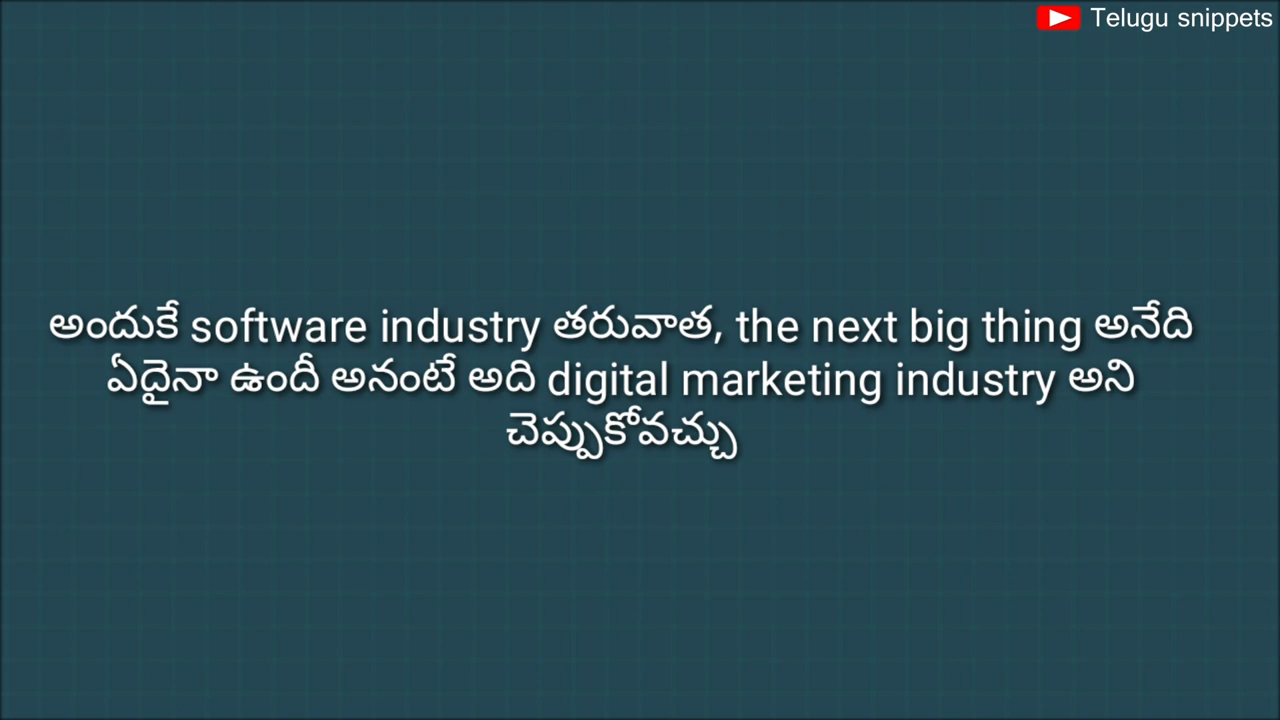 Telugu snippets
అందుకే software industry తరువాత, the next big thing అనేది
ఏదైనా ఉందీ అనంటే అది digital marketing industry అని
చెప్పుకోవచ్చు